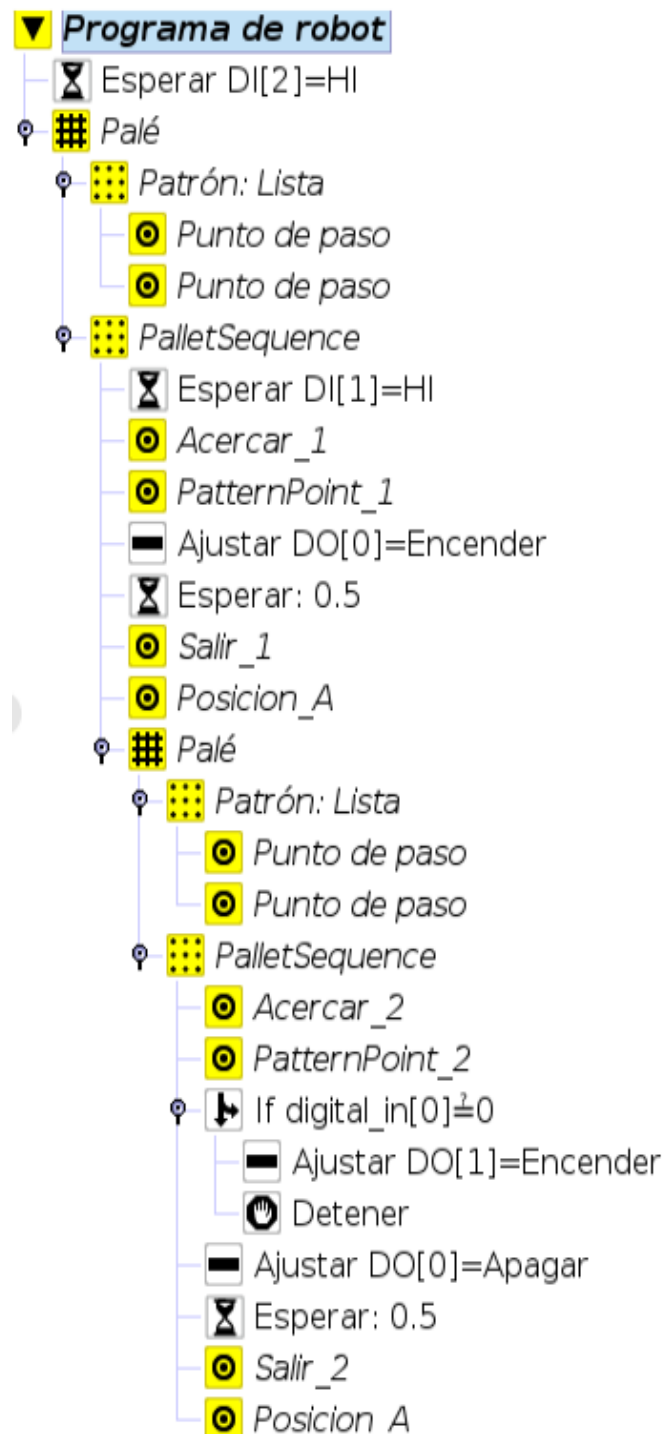 Programa de robot
Esperar DI[2]=HI
Palé
Patrón: Lista
Punto de paso
Punto de paso
PalletSequence
Esperar DI[1]=HI
Acercar_1
PatternPoint_1
Ajustar DO[0]=Encender
Esperar: 0.5
Salir_1
Posicion_A
Palé
Patrón: Lista
Punto de paso
Punto de paso
PalletSequence
Acercar_2
PatternPoint_2
If digital_in[0]≟0
Ajustar DO[1]=Encender
Detener
Ajustar DO[0]=Apagar
Esperar: 0.5
Salir_2
Posicion_A